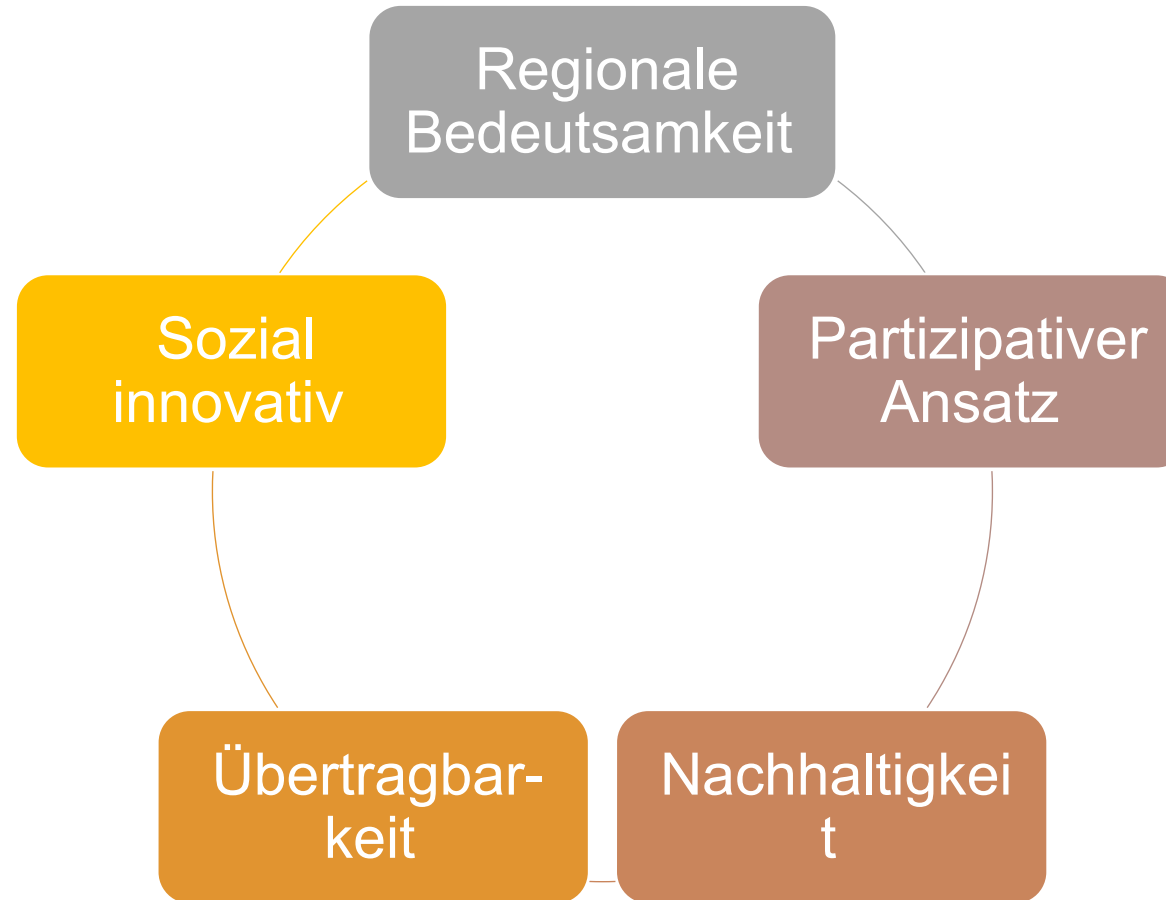 Regionale
Bedeutsamkeit
Sozial
innovativ
Partizipativer
Ansatz
Übertragbar-
keit
Nachhaltigkei
t